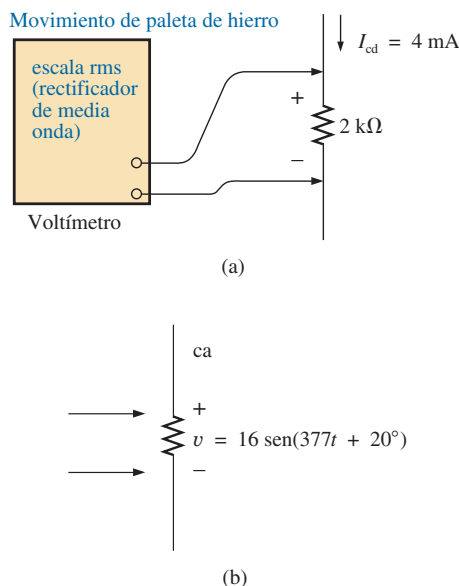 Movimiento de paleta de hierro
escala rms
(rectificador
de media
onda)
Voltímetro
I_cd = 4 mA
+
2 kΩ
–
(a)
ca
+
v = 16 sen(377t + 20°)
–
(b)